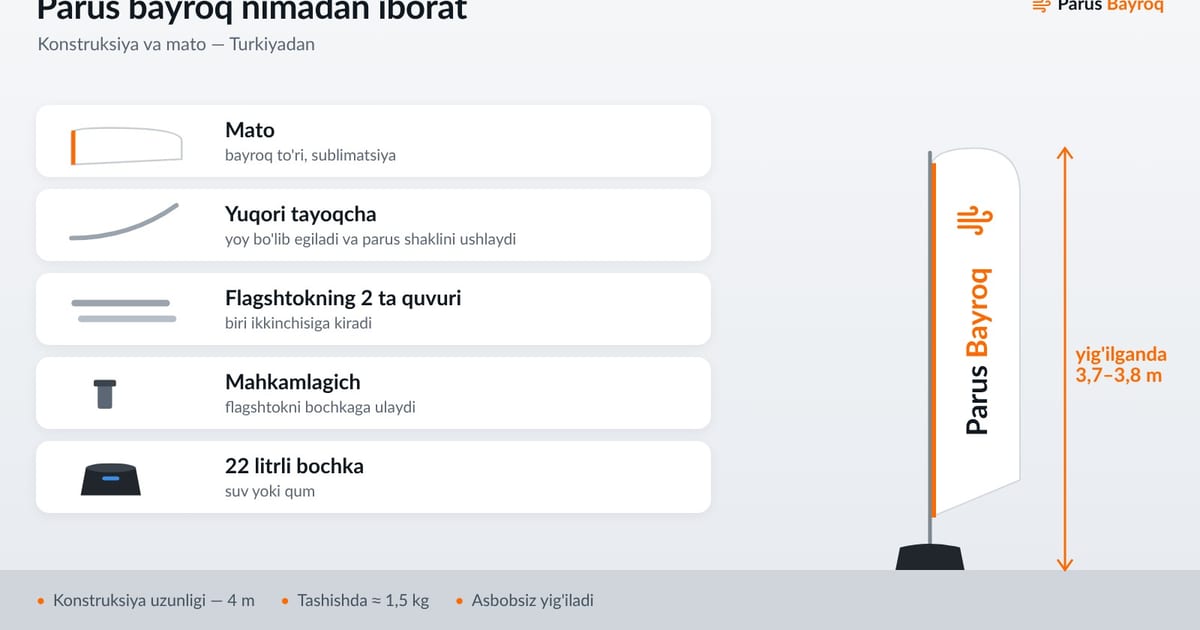 Parus bayroq nimadan iborat
Parus Bayroq
Konstruksiya va mato — Turkiyadan
Mato
bayroq to'ri, sublimatsiya
Yuqori tayoqcha
yoy bo'lib egiladi va parus shaklini ushlaydi
Flagshtokning 2 ta quvuri
biri ikkinchisiga kiradi
Mahkamlagich
flagshtokni bochkaga ulaydi
22 litrli bochka
suv yoki qum
Parus Bayroq
yig'ilganda
3,7–3,8 m
• Konstruksiya uzunligi — 4 m • Tashishda ≈ 1,5 kg • Asbobsiz yig'iladi